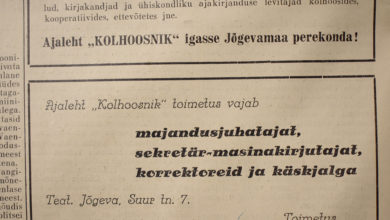 lud, kirjakandjad ja ühiskondliku ajakirjanduse levitajad kolhoosides,
kooperatiivides, ettevõtetes jne.
Ajaleht „KOLHOOSNIK“ igasse Jõgevamaa perekonda!
Ajaleht „Kolhoosnik“ toimetus vajab
majandusjuhatajat,
sekretär-masinakirjutajat,
korrektoreid ja käskjalga
Teat. Jõgeva, Suur tn. 7.
Toimetus